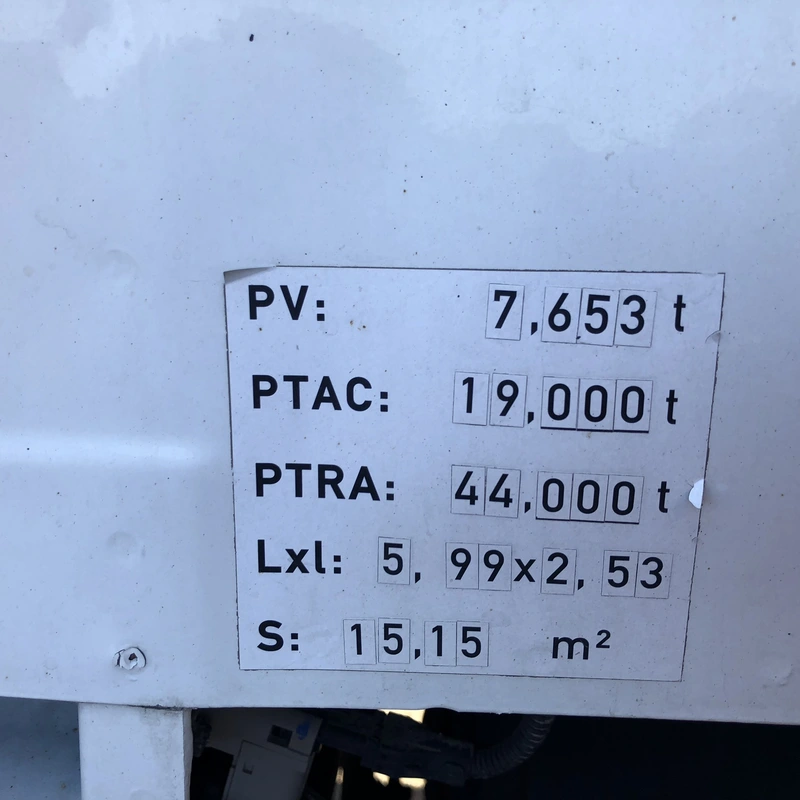 PV: 7,653 t
PTAC: 19,000 t
PTRA: 44,000 t
Lxl: 5, 99x2, 53
S: 15,15 m²